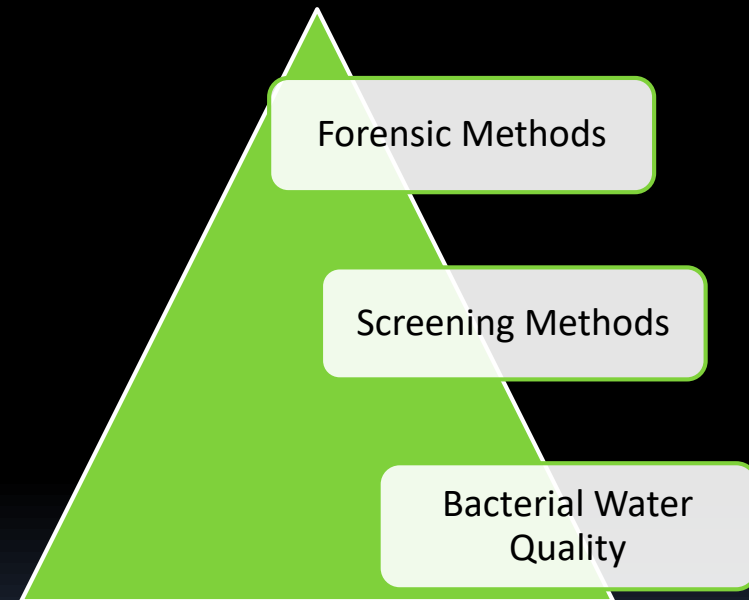 Forensic Methods
Screening Methods
Bacterial Water
Quality